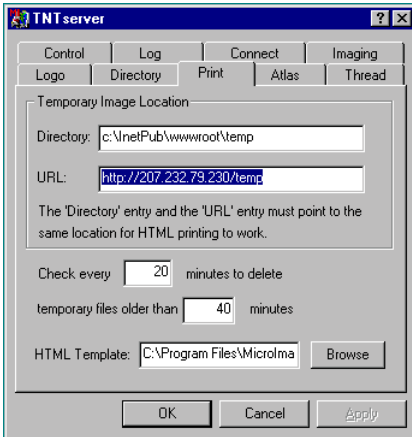 TNTserver
Control Log Connect Imaging
Logo Directory Print Atlas Thread
Temporary Image Location
Directory: c:\InetPub\wwwroot\temp
URL: http://207.232.79.230/temp
The 'Directory' entry and the 'URL' entry must point to the
same location for HTML printing to work.
Check every 20 minutes to delete
temporary files older than 40 minutes
HTML Template: C:\Program Files\MicroIma Browse
OK Cancel Apply